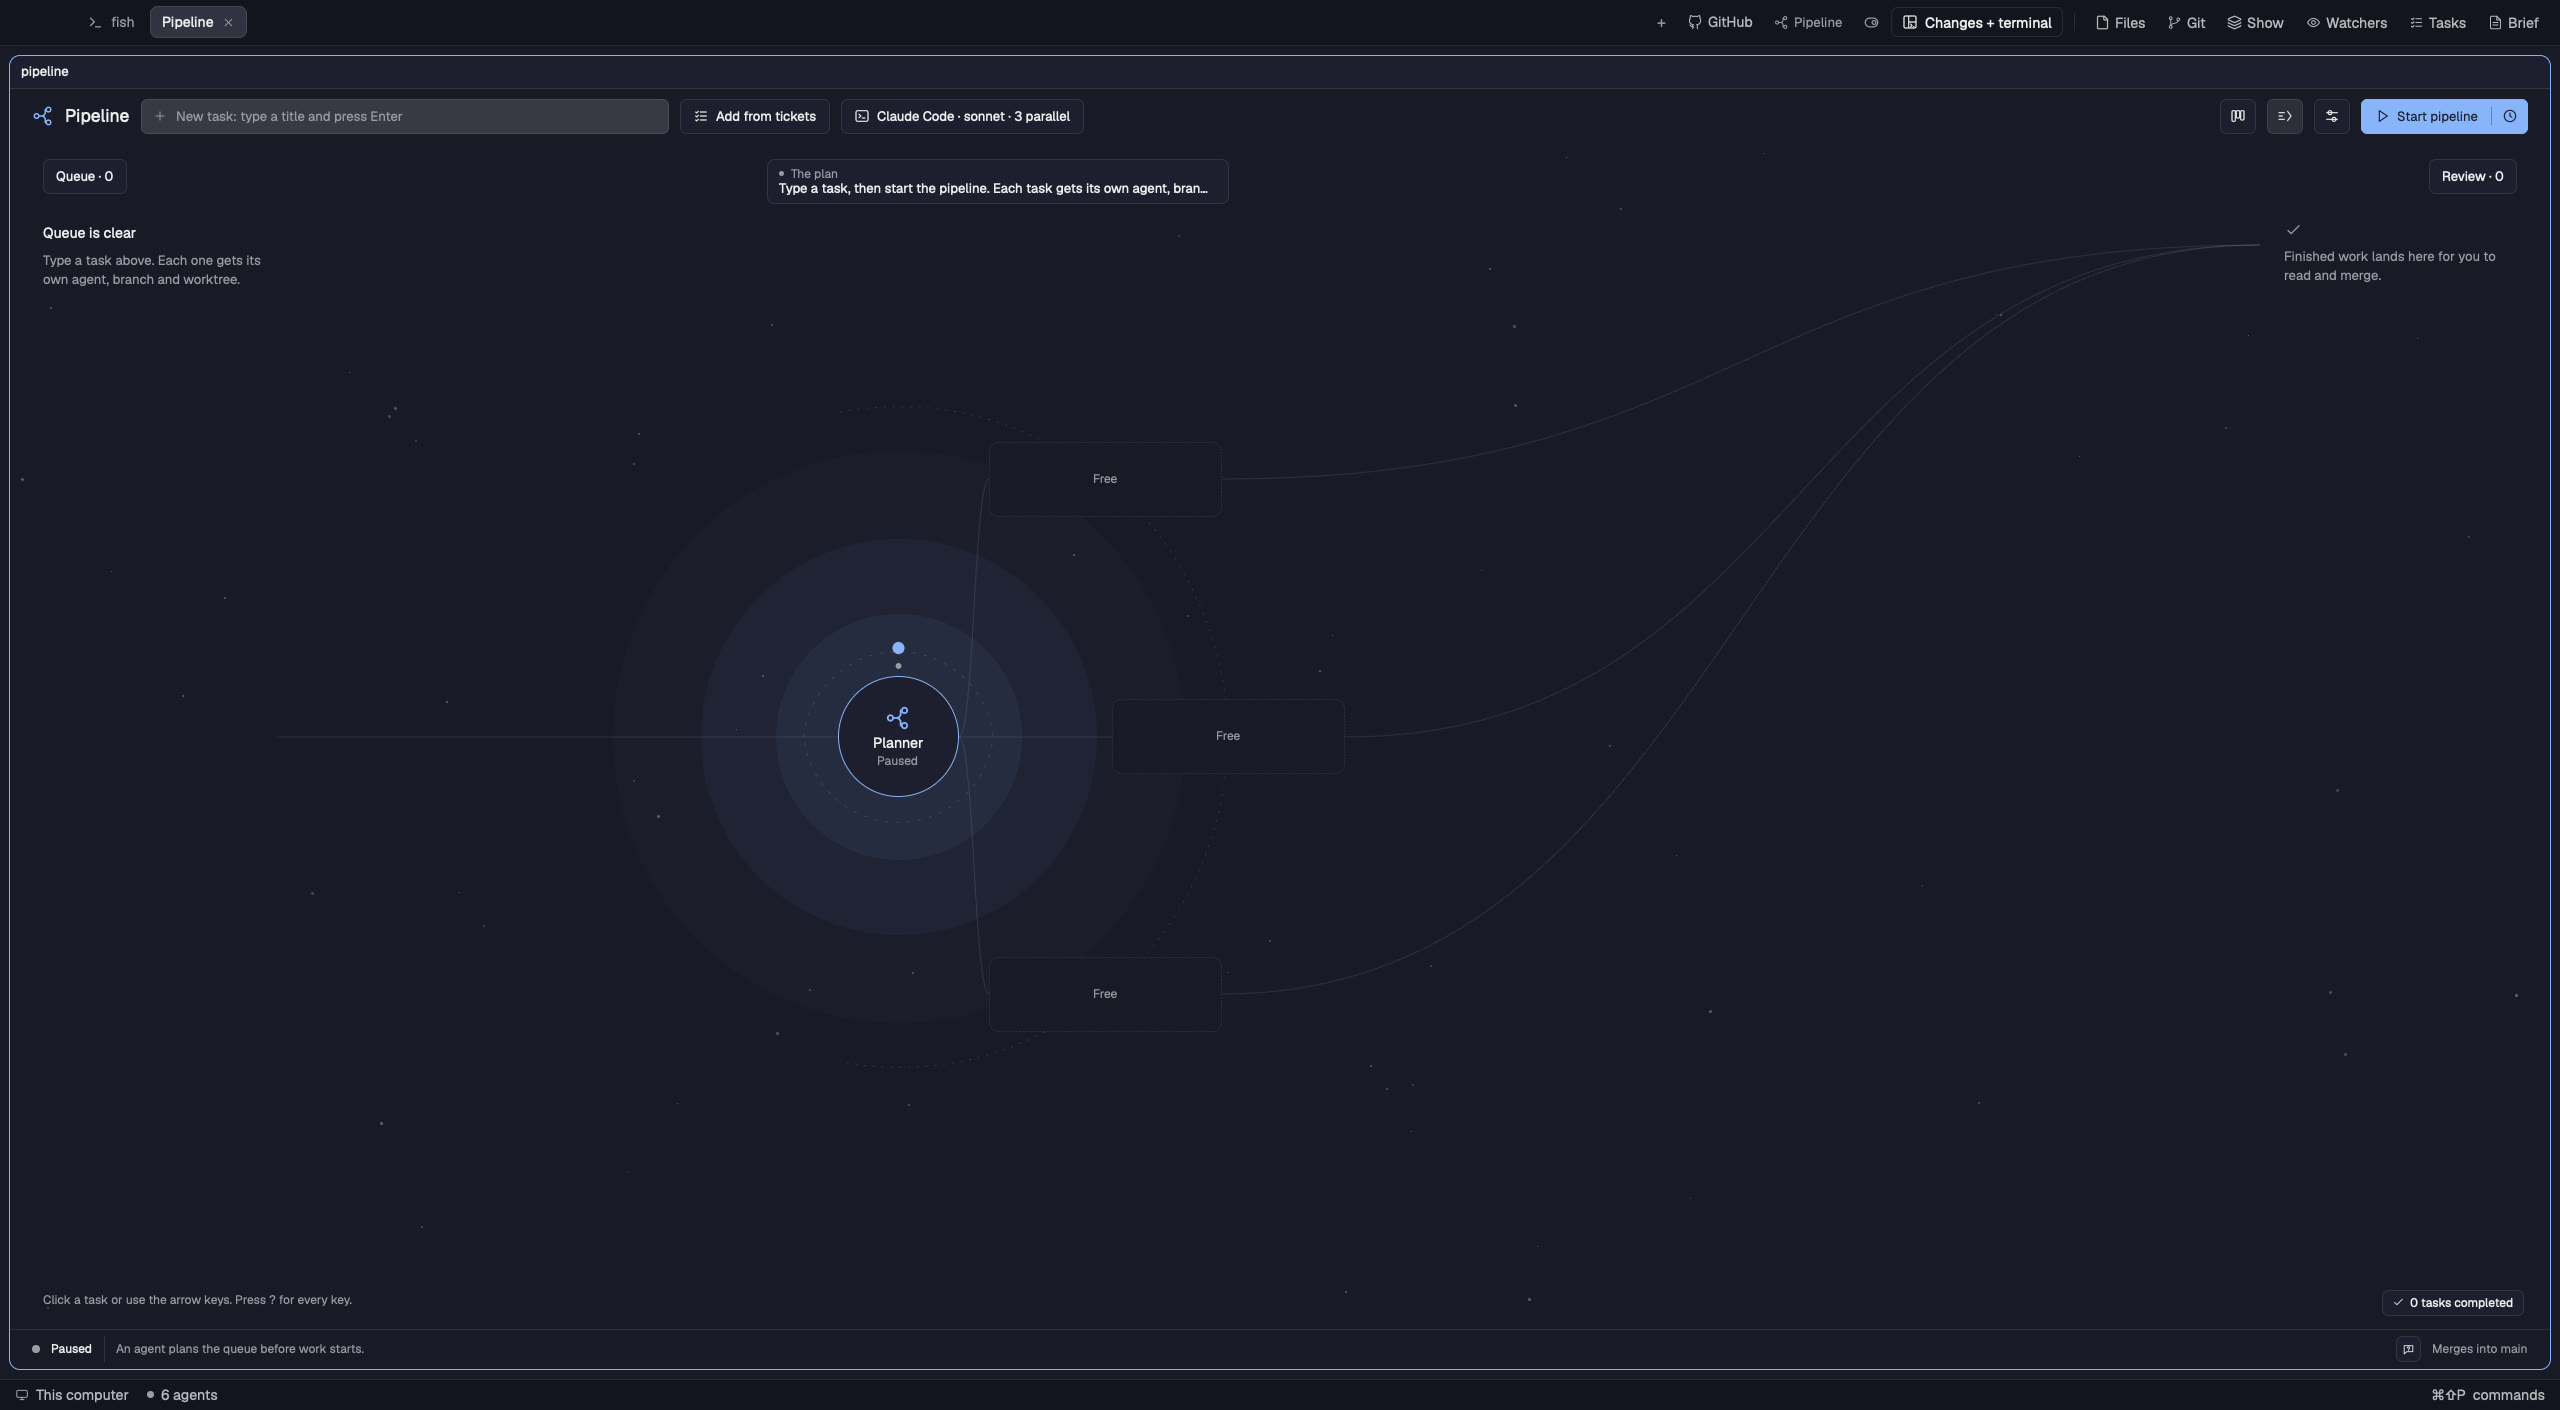 fish
Pipeline
GitHub
Pipeline
Changes + terminal
Files
Git
Show
Watchers
Tasks
Brief
pipeline
Pipeline
New task: type a title and press Enter
Add from tickets
Claude Code · sonnet · 3 parallel
Start pipeline
Queue · 0
The plan
Type a task, then start the pipeline. Each task gets its own agent, bran...
Review · 0
Queue is clear
Type a task above. Each one gets its
own agent, branch and worktree.
Finished work lands here for you to
read and merge.
Free
Planner
Paused
Free
Free
Click a task or use the arrow keys. Press ? for every key.
0 tasks completed
Paused
An agent plans the queue before work starts.
Merges into main
This computer
6 agents
⌘⇧P commands